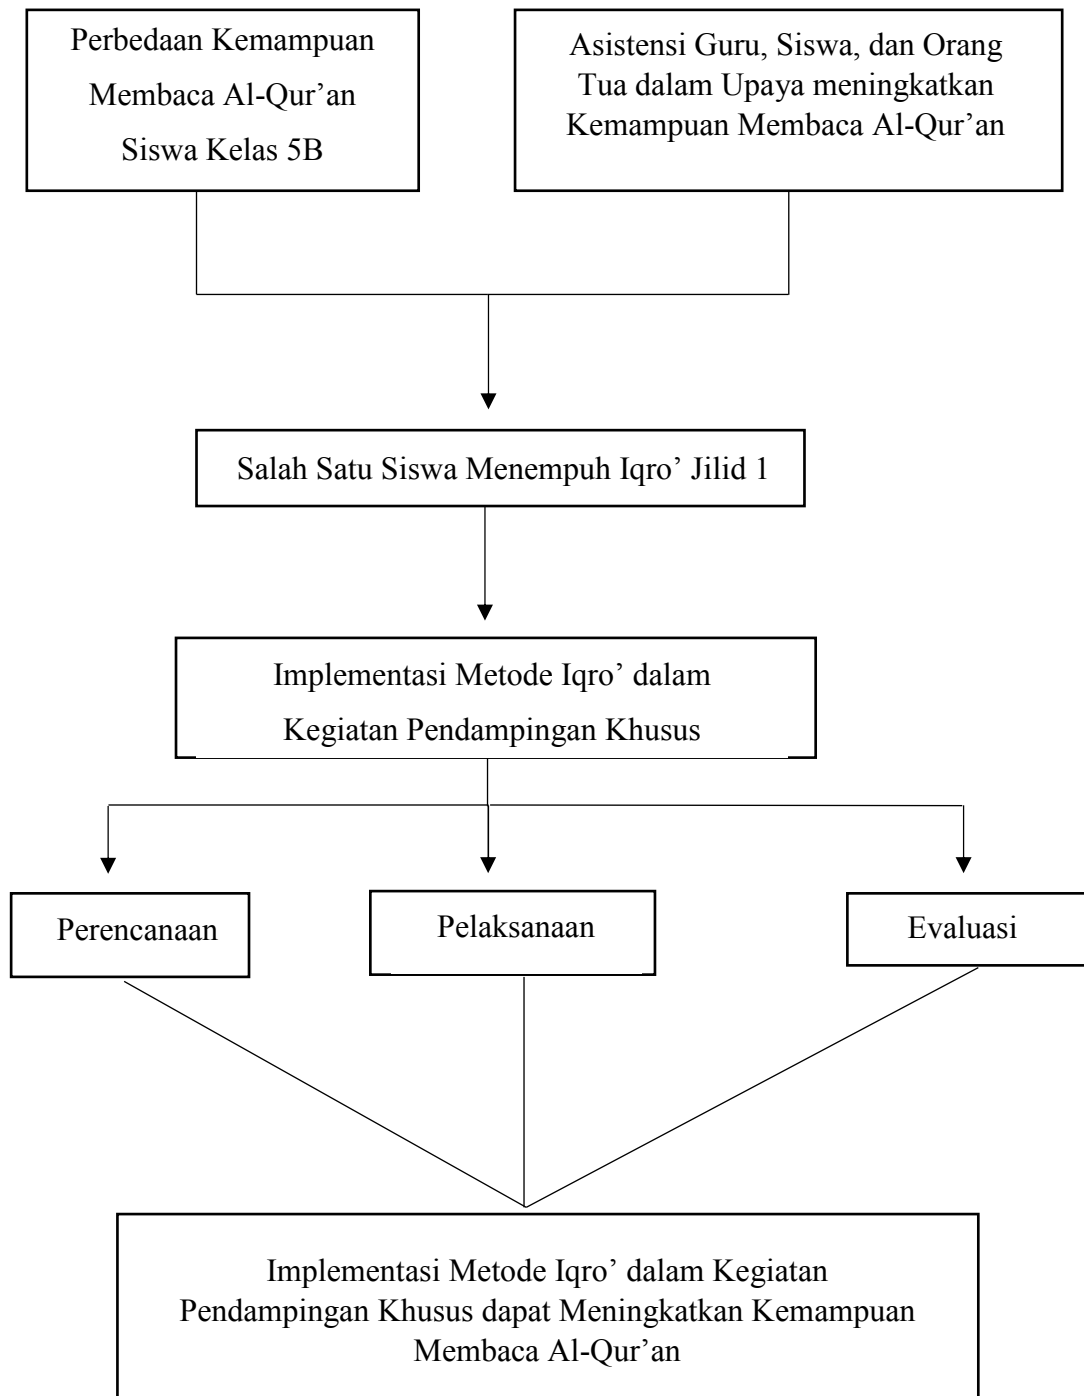 Perbedaan Kemampuan
Membaca Al-Qur’an
Siswa Kelas 5B
Asistensi Guru, Siswa, dan Orang
Tua dalam Upaya meningkatkan
Kemampuan Membaca Al-Qur’an
Salah Satu Siswa Menempuh Iqro’ Jilid 1
Implementasi Metode Iqro’ dalam
Kegiatan Pendampingan Khusus
Perencanaan
Pelaksanaan
Evaluasi
Implementasi Metode Iqro’ dalam Kegiatan
Pendampingan Khusus dapat Meningkatkan Kemampuan
Membaca Al-Qur’an